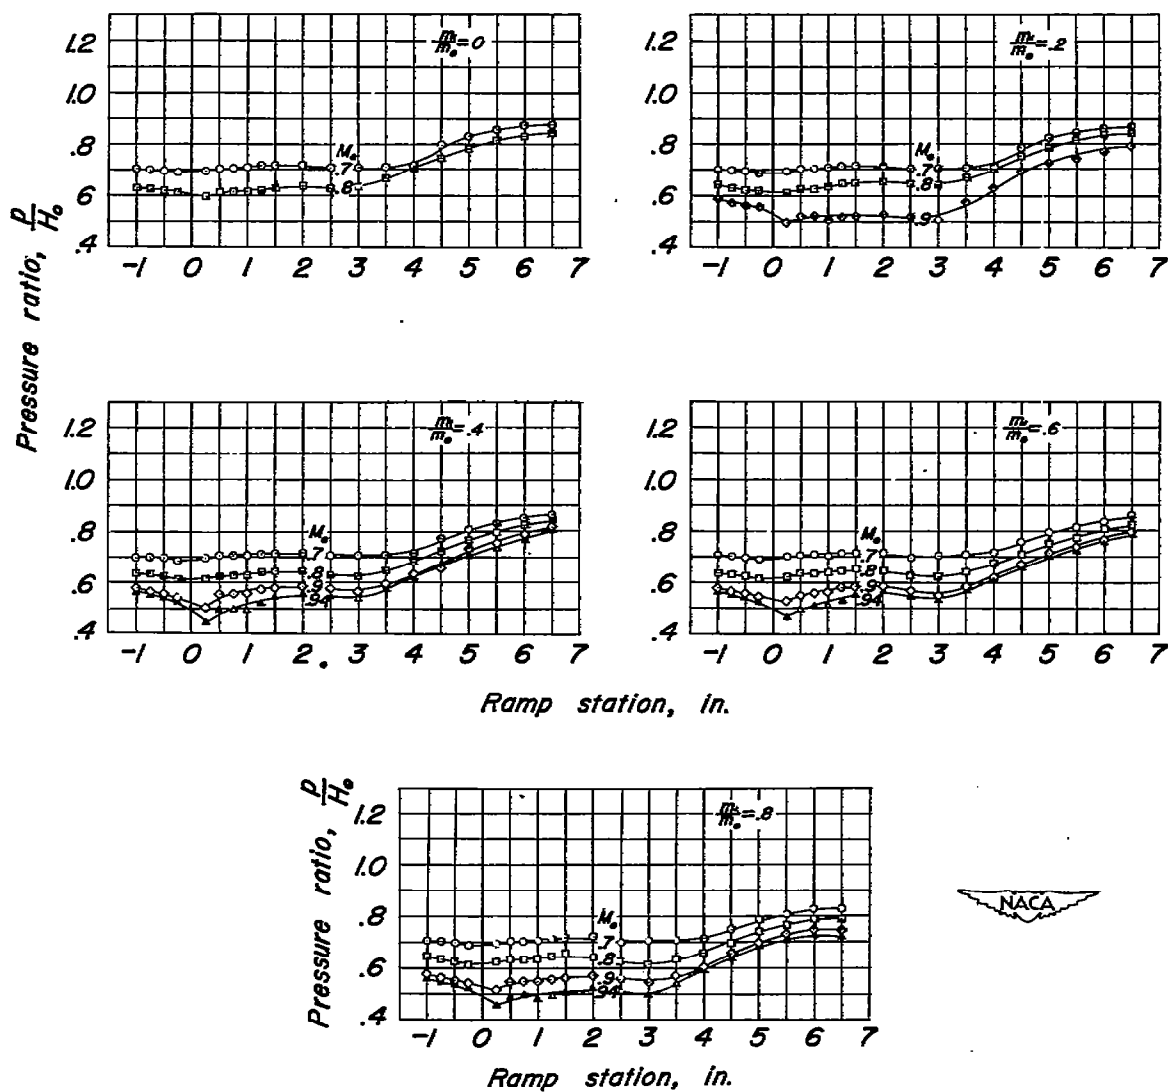 m₁/m₀ = 0
1.2
1.0
.8
.6
.4
M₀
.7
.8
-1 0 1 2 3 4 5 6 7
m₁/m₀ = .2
1.2
1.0
.8
.6
.4
M₀
.7
.8
.9
-1 0 1 2 3 4 5 6 7
Pressure ratio, p/H₀
m₁/m₀ = .4
1.2
1.0
.8
.6
.4
M₀
.7
.8
.9
.94
-1 0 1 2 3 4 5 6 7
m₁/m₀ = .6
1.2
1.0
.8
.6
.4
M₀
.7
.8
.9
.94
-1 0 1 2 3 4 5 6 7
Ramp station, in.
Pressure ratio, p/H₀
m₁/m₀ = .8
1.2
1.0
.8
.6
.4
M₀
.7
.8
.9
.94
-1 0 1 2 3 4 5 6 7
Ramp station, in.
NACA